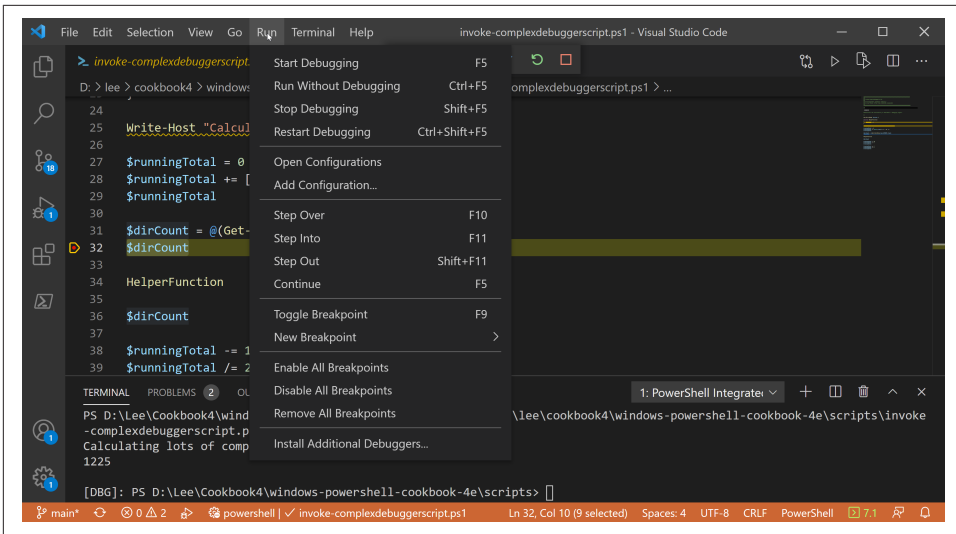 File Edit Selection View Go Run Terminal Help invoke-complexdebuggerscript.ps1 - Visual Studio Code
invoke-complexdebuggerscript.
D: > lee > cookbook4 > windows
omplexdebuggerscript.ps1 > ...
24
25 Write-Host "Calcul
26
27 $runningTotal = 0
28 $runningTotal += [
29 $runningTotal
30
31 $dirCount = @(Get-
32 $dirCount
33
34 HelperFunction
35
36 $dirCount
37
38 $runningTotal -= 1
39 $runningTotal /= 2
Start Debugging F5
Run Without Debugging Ctrl+F5
Stop Debugging Shift+F5
Restart Debugging Ctrl+Shift+F5
Open Configurations
Add Configuration...
Step Over F10
Step Into F11
Step Out Shift+F11
Continue F5
Toggle Breakpoint F9
New Breakpoint
Enable All Breakpoints
Disable All Breakpoints
Remove All Breakpoints
Install Additional Debuggers...
18
1
1
1
TERMINAL PROBLEMS 2 OU
1: PowerShell Integrate
PS D:\Lee\Cookbook4\wind
\lee\cookbook4\windows-powershell-cookbook-4e\scripts\invoke
-complexdebuggerscript.p
Calculating lots of comp
1225
[DBG]: PS D:\Lee\Cookbook4\windows-powershell-cookbook-4e\scripts>
main* 0 2 powershell | ✓ invoke-complexdebuggerscript.ps1 Ln 32, Col 10 (9 selected) Spaces: 4 UTF-8 CRLF PowerShell 7.1